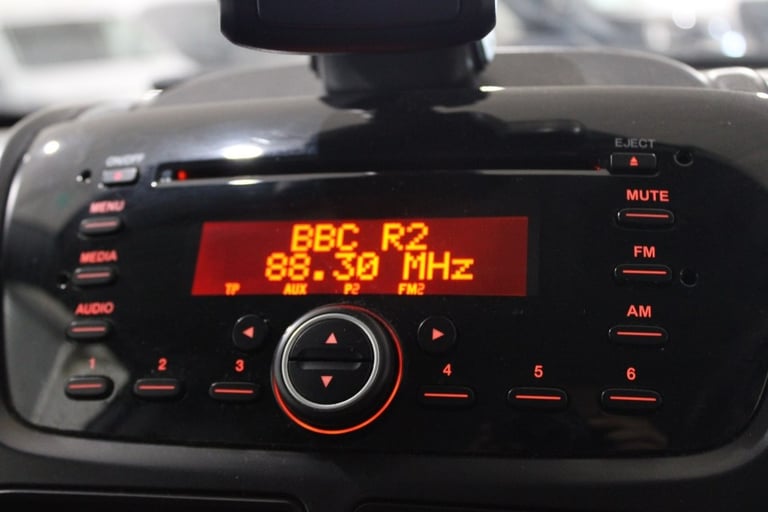 ON/OFF
EJECT
MENU
MUTE
BBC R2
MEDIA
88.30 MHz
FM
TP AUX P2 FM2
AUDIO
AM
1 2 3 4 5 6